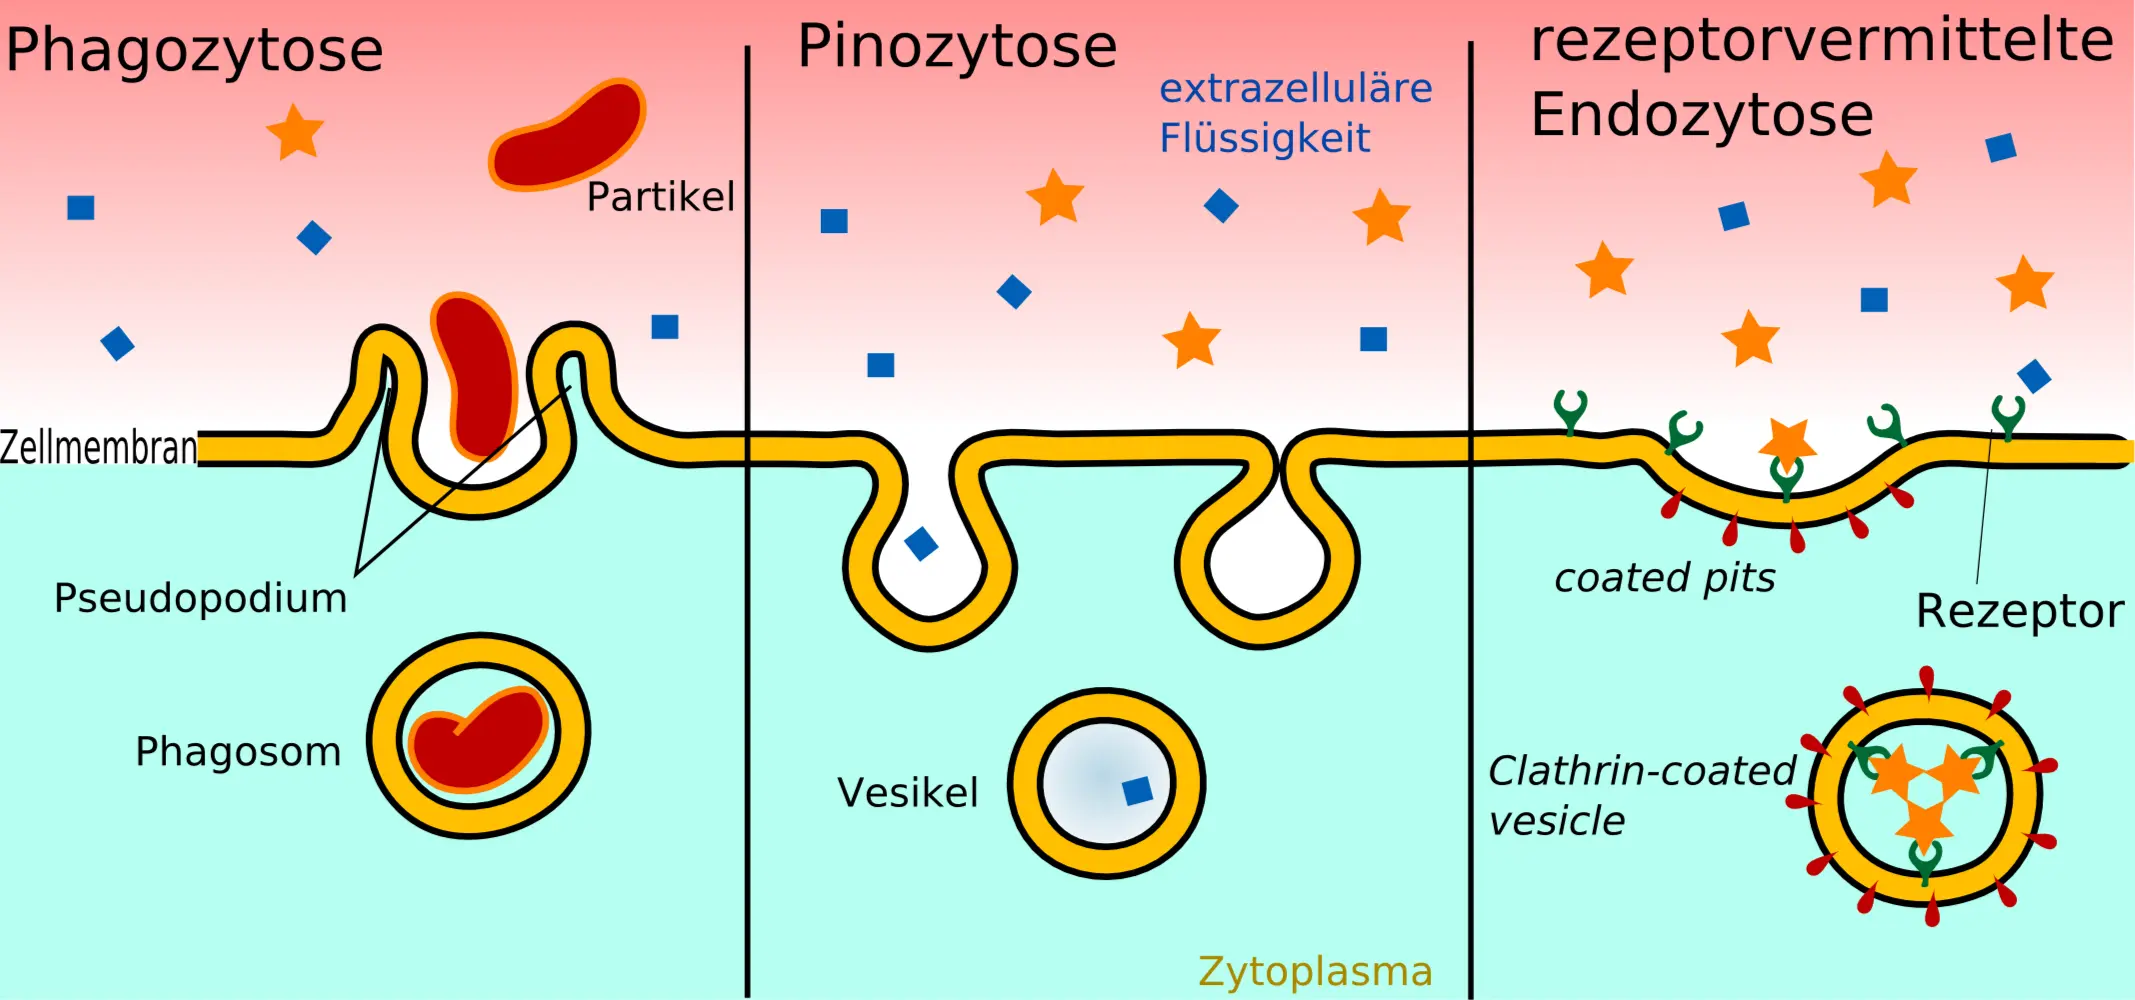 Phagozytose
Partikel
Zellmembran
Pseudopodium
Phagosom
Pinozytose
extrazelluläre
Flüssigkeit
Vesikel
Zytoplasma
rezeptorvermittelte
Endozytose
coated pits
Rezeptor
Clathrin-coated
vesicle